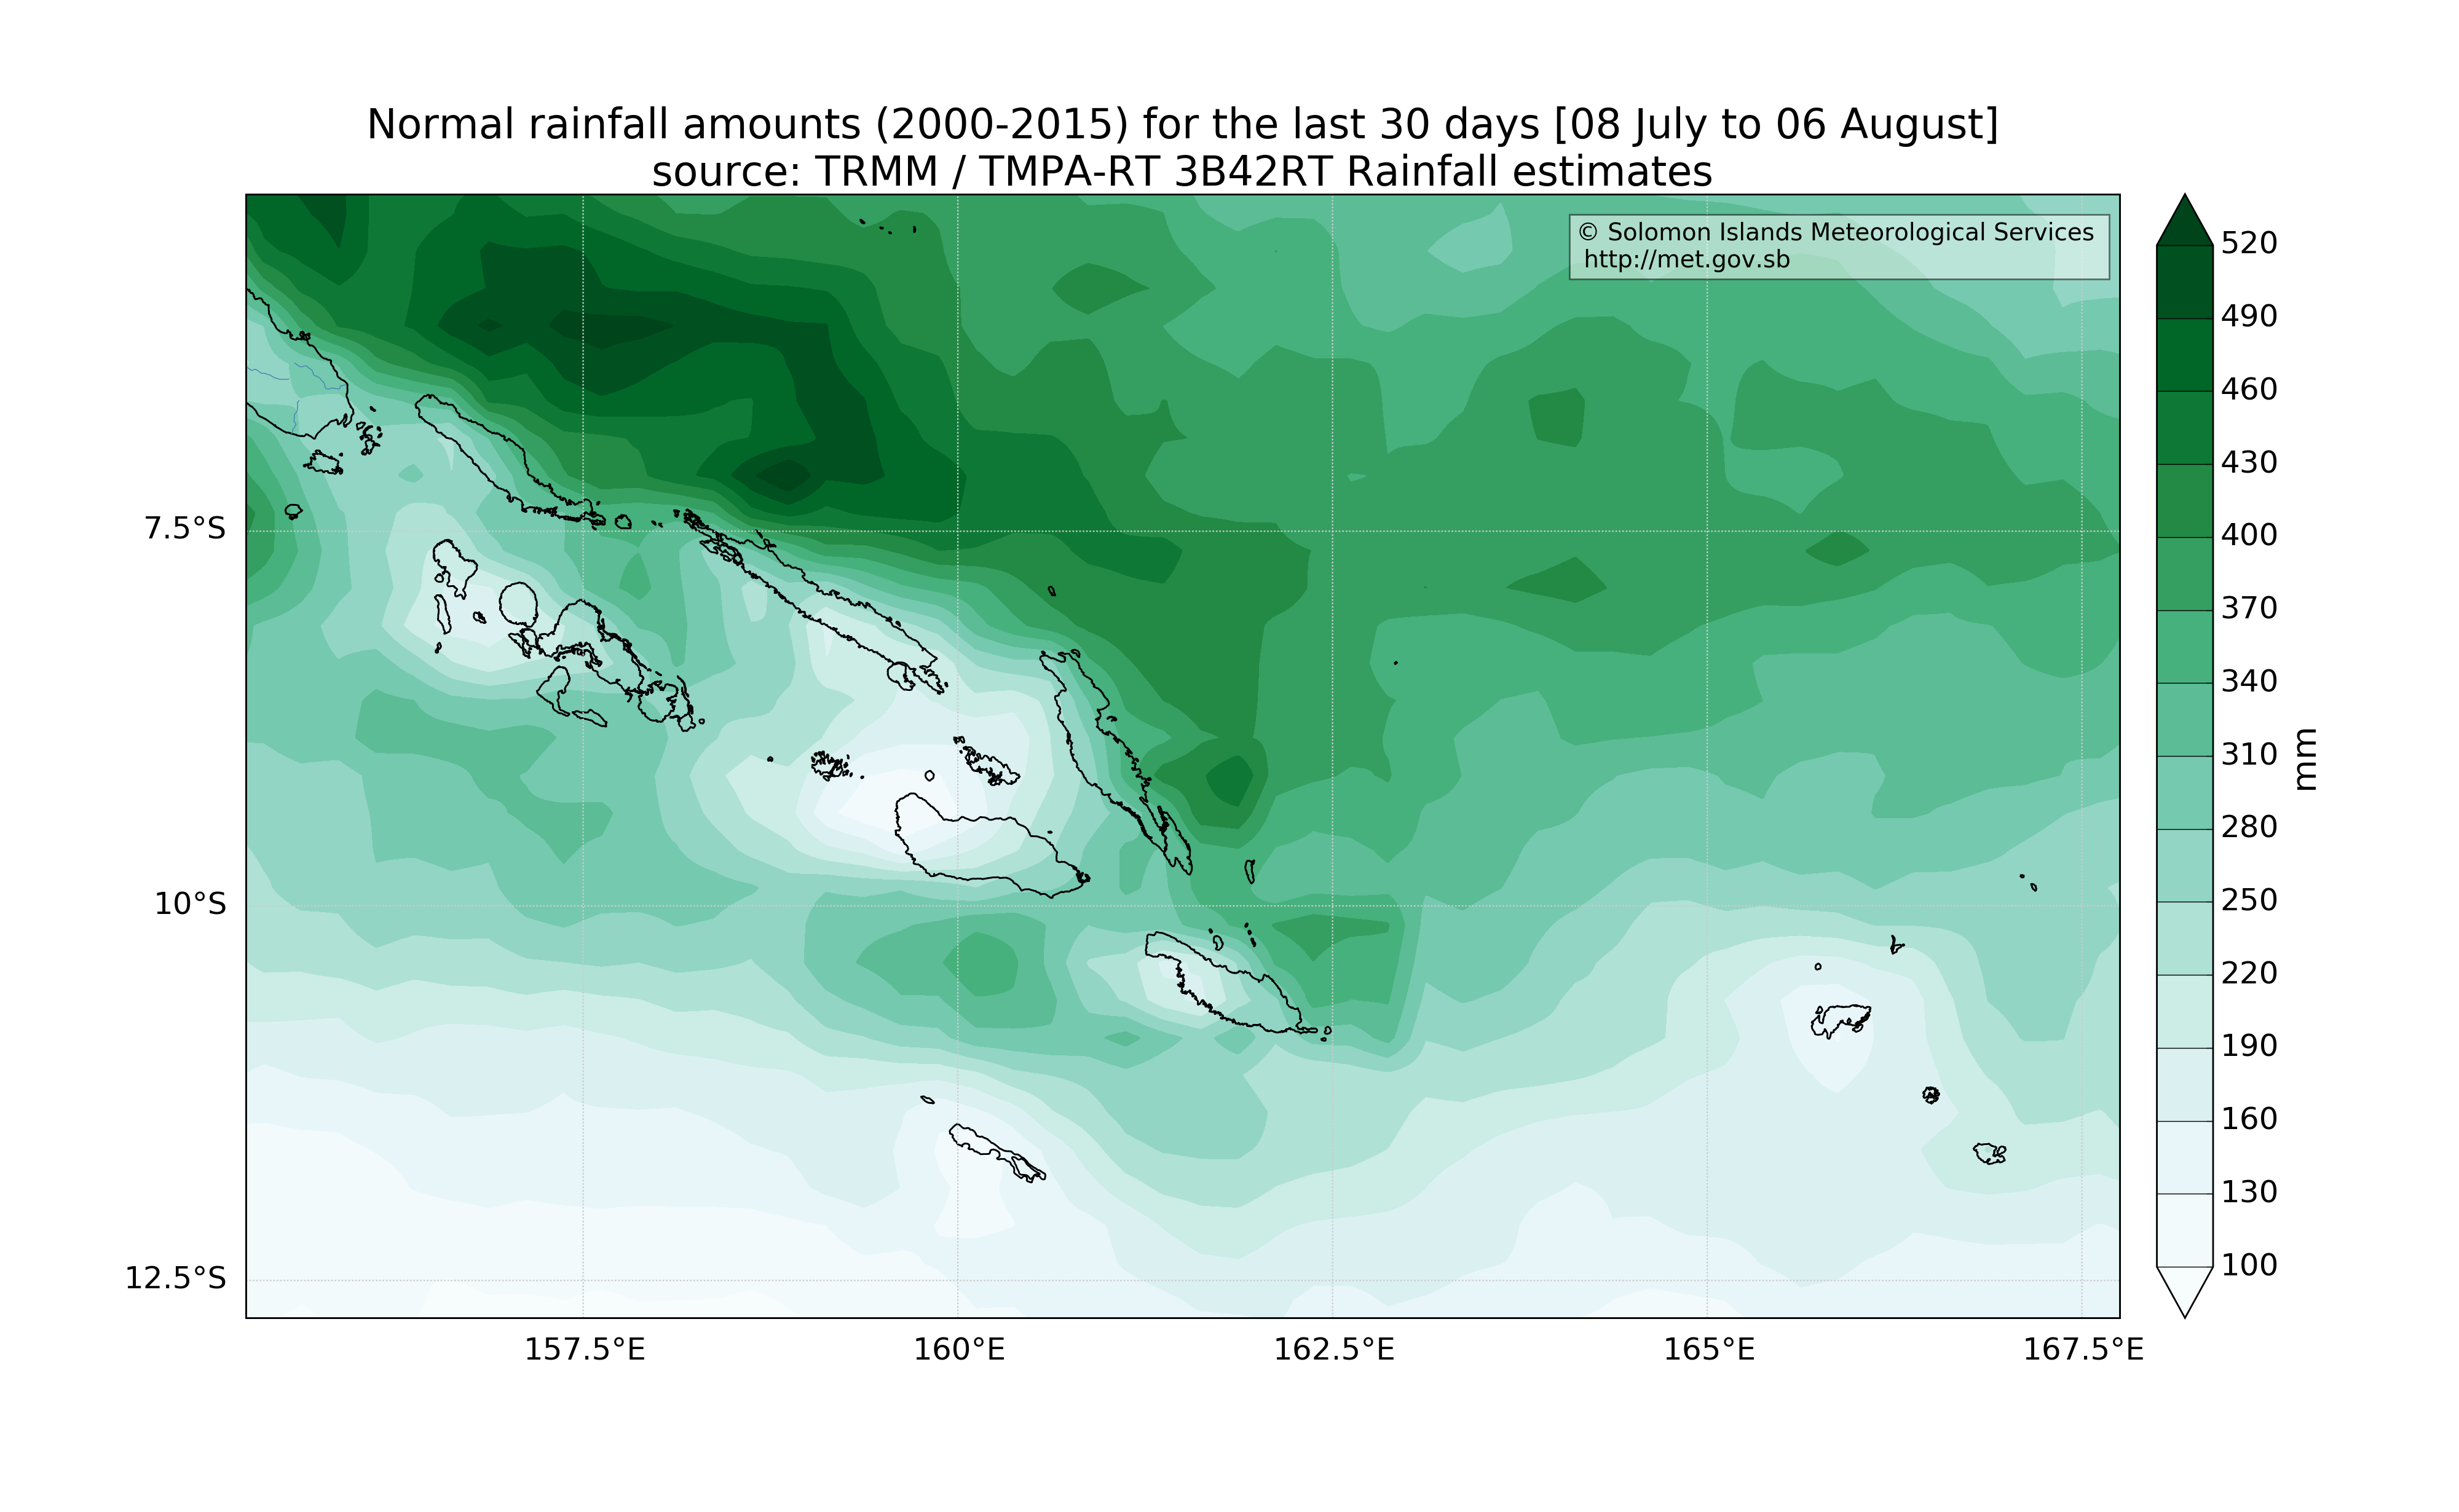 Normal rainfall amounts (2000-2015) for the last 30 days [08 July to 06 August]
source: TRMM / TMPA-RT 3B42RT Rainfall estimates
© Solomon Islands Meteorological Services
http://met.gov.sb
7.5°S
10°S
12.5°S
157.5°E
160°E
162.5°E
165°E
167.5°E
520
490
460
430
400
370
340
310
280
250
220
190
160
130
100
mm